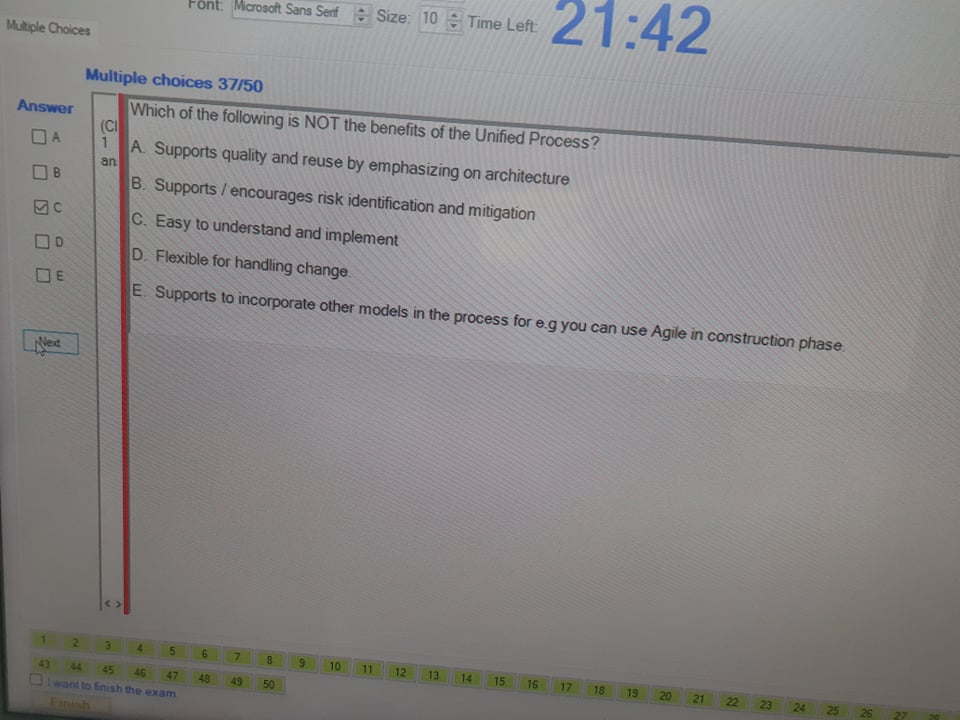 Font: Microsoft Sans Serif Size: 10 Time Left: 21:42
Multiple Choices
Multiple choices 37/50
Answer
A
B
C
D
E
Next
(Cl
1
an
Which of the following is NOT the benefits of the Unified Process?
A. Supports quality and reuse by emphasizing on architecture
B. Supports / encourages risk identification and mitigation
C. Easy to understand and implement
D. Flexible for handling change.
E. Supports to incorporate other models in the process for e.g you can use Agile in construction phase.
< >
1 2 3 4 5 6 7 8 9 10 11 12 13 14 15 16 17 18 19 20 21 22 23 24 25 26 27 28
43 44 45 46 47 48 49 50
I want to finish the exam.
Finish